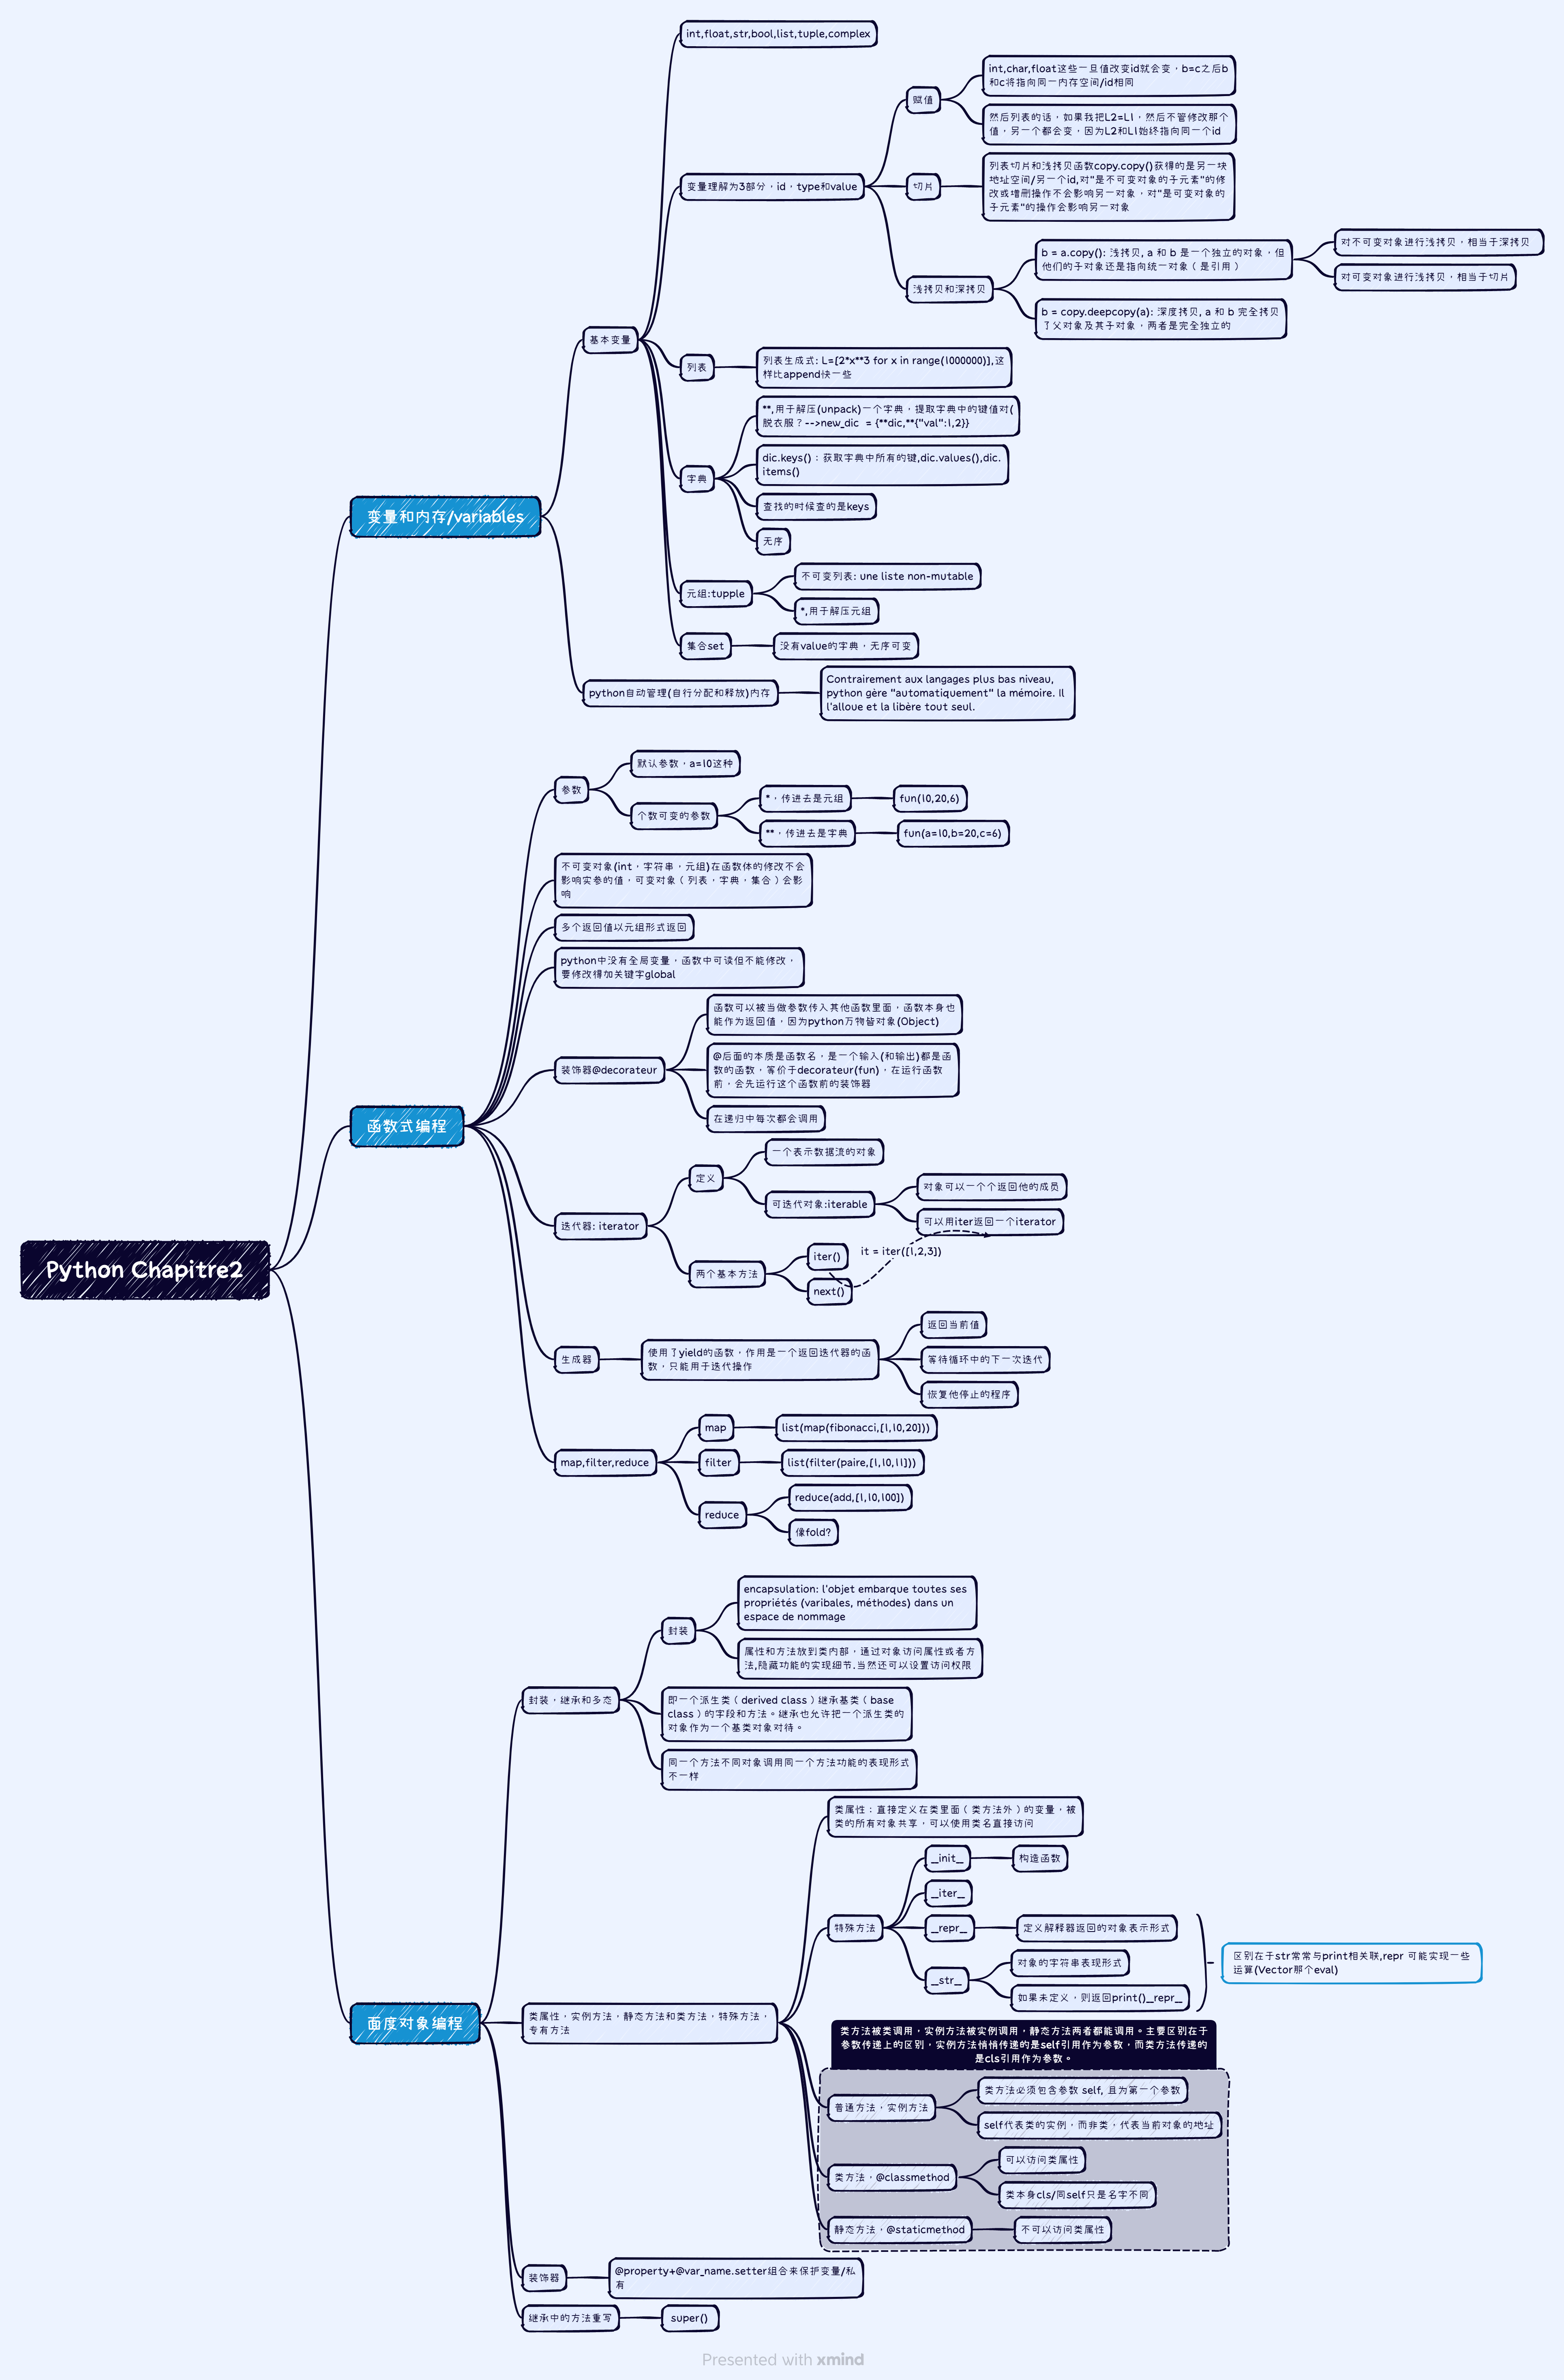 Python Chapitre2
变量和内存/variables
基本变量
int,float,str,bool,list,tuple,complex
变量理解为3部分，id，type和value
赋值
int,char,float这些一旦值改变id就会变，b=c之后b
和c将指向同一内存空间/id相同
然后列表的话，如果我把L2=L1，然后不管修改那个
值，另一个都会变，因为L2和L1始终指向同一个id
切片
列表切片和浅拷贝函数copy.copy()获得的是另一块
地址空间/另一个id,对"是不可变对象的子元素"的修
改或增删操作不会影响另一对象，对"是可变对象的
子元素"的操作会影响另一对象
浅拷贝和深拷贝
b = a.copy(): 浅拷贝, a 和 b 是一个独立的对象，但
他们的子对象还是指向统一对象（是引用）
对不可变对象进行浅拷贝，相当于深拷贝
对可变对象进行浅拷贝，相当于切片
b = copy.deepcopy(a): 深度拷贝, a 和 b 完全拷贝
了父对象及其子对象，两者是完全独立的
列表
列表生成式: L=[2*x**3 for x in range(1000000)],这
样比append快一些
字典
**,用于解压(unpack)一个字典，提取字典中的键值对(
脱衣服？-->new_dic = {**dic,**{"val":1,2}}
dic.keys()：获取字典中所有的键,dic.values(),dic.
items()
查找的时候查的是keys
无序
元组:tupple
不可变列表: une liste non-mutable
*,用于解压元组
集合set
没有value的字典，无序可变
python自动管理(自行分配和释放)内存
Contrairement aux langages plus bas niveau,
python gère "automatiquement" la mémoire. Il
l'alloue et la libère tout seul.
函数式编程
参数
默认参数，a=10这种
个数可变的参数
*，传进去是元组
fun(10,20,6)
**，传进去是字典
fun(a=10,b=20,c=6)
不可变对象(int，字符串，元组)在函数体的修改不会
影响实参的值，可变对象（列表，字典，集合）会影
响
多个返回值以元组形式返回
python中没有全局变量，函数中可读但不能修改，
要修改得加关键字global
装饰器@decorateur
函数可以被当做参数传入其他函数里面，函数本身也
能作为返回值，因为python万物皆对象(Object)
@后面的本质是函数名，是一个输入(和输出)都是函
数的函数，等价于decorateur(fun)，在运行函数
前，会先运行这个函数前的装饰器
在递归中每次都会调用
迭代器: iterator
定义
一个表示数据流的对象
可迭代对象:iterable
对象可以一个个返回他的成员
可以用iter返回一个iterator
两个基本方法
iter()
it = iter([1,2,3])
next()
生成器
使用了yield的函数，作用是一个返回迭代器的函
数，只能用于迭代操作
返回当前值
等待循环中的下一次迭代
恢复他停止的程序
map,filter,reduce
map
list(map(fibonacci,[1,10,20]))
filter
list(filter(paire,[1,10,11]))
reduce
reduce(add,[1,10,100])
像fold?
面度对象编程
封装，继承和多态
封装
encapsulation: l'objet embarque toutes ses
propriétés (varibales, méthodes) dans un
espace de nommage
属性和方法放到类内部，通过对象访问属性或者方
法,隐藏功能的实现细节.当然还可以设置访问权限
即一个派生类（derived class）继承基类（base
class）的字段和方法。继承也允许把一个派生类的
对象作为一个基类对象对待。
同一个方法不同对象调用同一个方法功能的表现形式
不一样
类属性，实例方法，静态方法和类方法，特殊方法，
专有方法
类属性：直接定义在类里面（类方法外）的变量，被
类的所有对象共享，可以使用类名直接访问
特殊方法
_init_
构造函数
_iter_
_repr_
定义解释器返回的对象表示形式
_str_
对象的字符串表现形式
如果未定义，则返回print()_repr_
区别在于str常常与print相关联,repr 可能实现一些
运算(Vector那个eval)
类方法被类调用，实例方法被实例调用，静态方法两者都能调用。主要区别在于
参数传递上的区别，实例方法悄悄传递的是self引用作为参数，而类方法传递的
是cls引用作为参数。
普通方法，实例方法
类方法必须包含参数 self, 且为第一个参数
self代表类的实例，而非类，代表当前对象的地址
类方法，@classmethod
可以访问类属性
类本身cls/同self只是名字不同
静态方法，@staticmethod
不可以访问类属性
装饰器
@property+@var_name.setter组合来保护变量/私
有
继承中的方法重写
super()
Presented with xmind